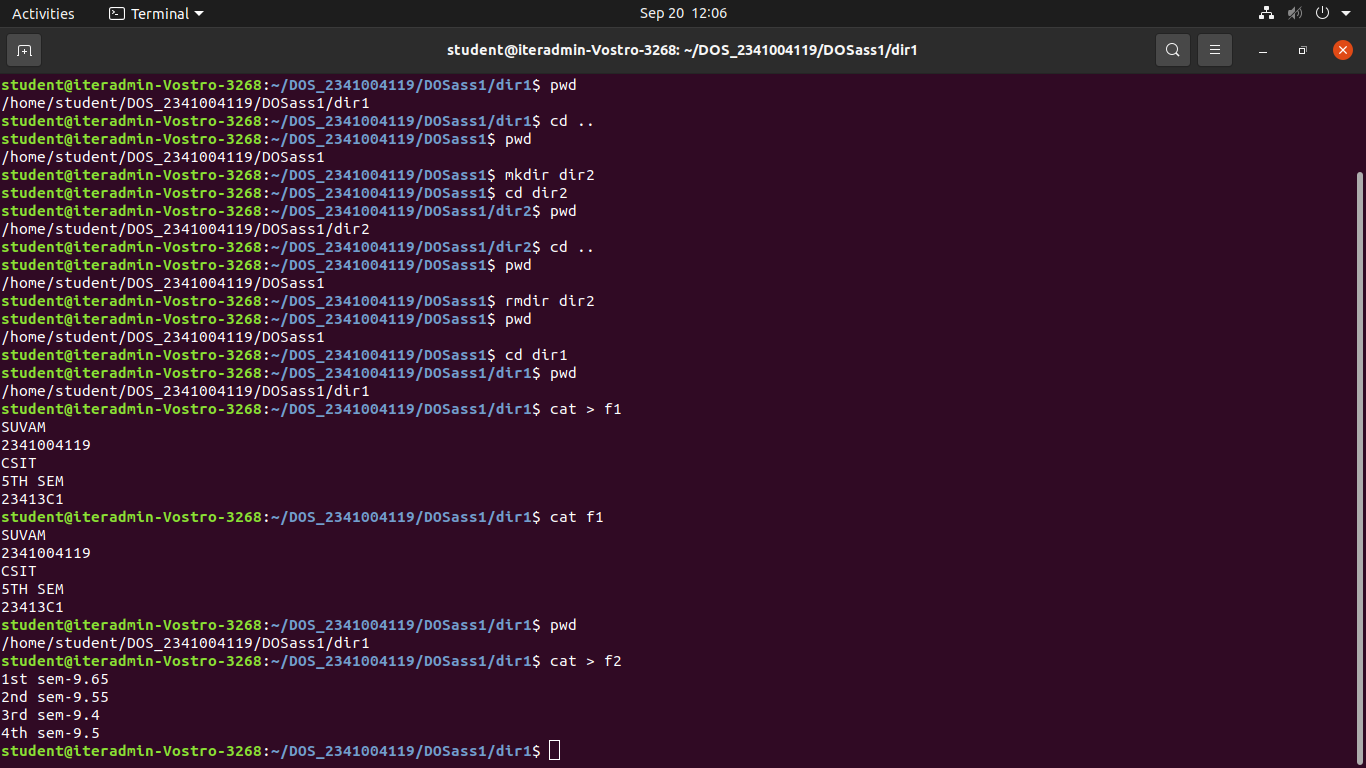 Activities Terminal Sep 20 12:06
student@iteradmin-Vostro-3268: ~/DOS_2341004119/DOSass1/dir1
student@iteradmin-Vostro-3268:~/DOS_2341004119/DOSass1/dir1$ pwd
/home/student/DOS_2341004119/DOSass1/dir1
student@iteradmin-Vostro-3268:~/DOS_2341004119/DOSass1/dir1$ cd ..
student@iteradmin-Vostro-3268:~/DOS_2341004119/DOSass1$ pwd
/home/student/DOS_2341004119/DOSass1
student@iteradmin-Vostro-3268:~/DOS_2341004119/DOSass1$ mkdir dir2
student@iteradmin-Vostro-3268:~/DOS_2341004119/DOSass1$ cd dir2
student@iteradmin-Vostro-3268:~/DOS_2341004119/DOSass1/dir2$ pwd
/home/student/DOS_2341004119/DOSass1/dir2
student@iteradmin-Vostro-3268:~/DOS_2341004119/DOSass1/dir2$ cd ..
student@iteradmin-Vostro-3268:~/DOS_2341004119/DOSass1$ pwd
/home/student/DOS_2341004119/DOSass1
student@iteradmin-Vostro-3268:~/DOS_2341004119/DOSass1$ rmdir dir2
student@iteradmin-Vostro-3268:~/DOS_2341004119/DOSass1$ pwd
/home/student/DOS_2341004119/DOSass1
student@iteradmin-Vostro-3268:~/DOS_2341004119/DOSass1$ cd dir1
student@iteradmin-Vostro-3268:~/DOS_2341004119/DOSass1/dir1$ pwd
/home/student/DOS_2341004119/DOSass1/dir1
student@iteradmin-Vostro-3268:~/DOS_2341004119/DOSass1/dir1$ cat > f1
SUVAM
2341004119
CSIT
5TH SEM
23413C1
student@iteradmin-Vostro-3268:~/DOS_2341004119/DOSass1/dir1$ cat f1
SUVAM
2341004119
CSIT
5TH SEM
23413C1
student@iteradmin-Vostro-3268:~/DOS_2341004119/DOSass1/dir1$ pwd
/home/student/DOS_2341004119/DOSass1/dir1
student@iteradmin-Vostro-3268:~/DOS_2341004119/DOSass1/dir1$ cat > f2
1st sem-9.65
2nd sem-9.55
3rd sem-9.4
4th sem-9.5
student@iteradmin-Vostro-3268:~/DOS_2341004119/DOSass1/dir1$